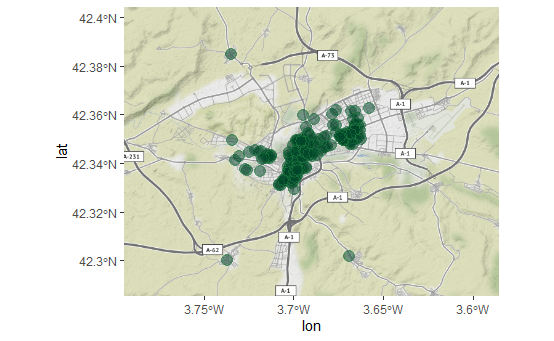 42.4°N
A-73
42.38°N
A-1
42.36°N
A-1
lat
A-231
A-1
42.34°N
A-1
42.32°N
A-1
A-62
42.3°N
A-1
3.75°W
3.7°W
3.65°W
3.6°W
lon